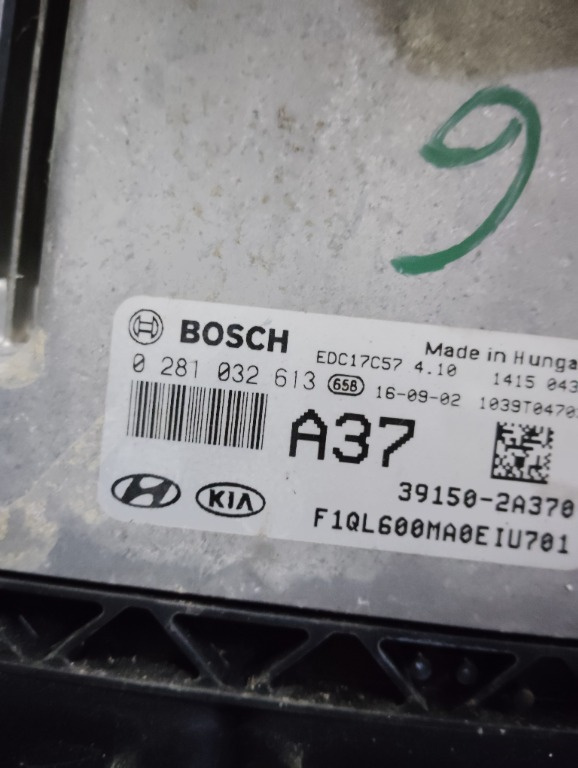 9
BOSCH
Made in Hunga
0 281 032 613
EDC17C57 4.10
1415 043
658
16-09-02
1039T0470
A37
39150-2A370
KIA
F1QL600MA0EIU701